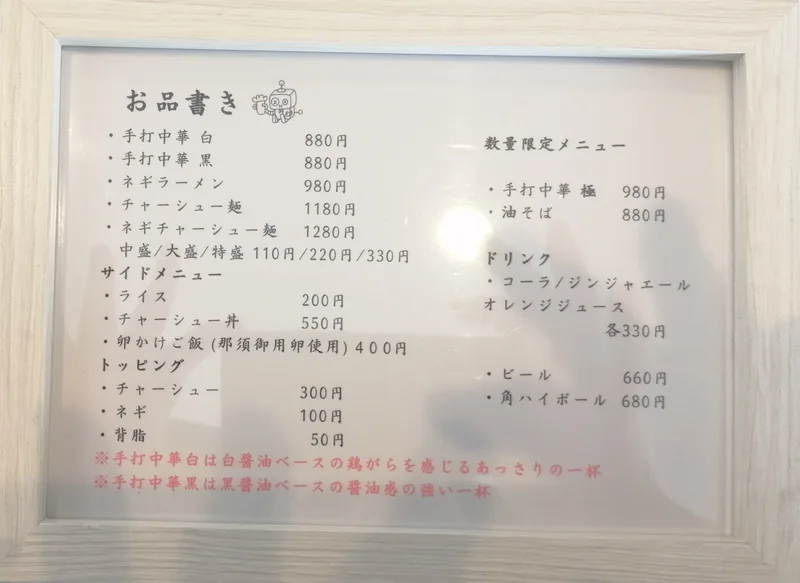 お品書き
・手打中華 白 880円
・手打中華 黒 880円
・ネギラーメン 980円
・チャーシュー麺 1180円
・ネギチャーシュー麺 1280円
中盛/大盛/特盛 110円/220円/330円
サイドメニュー
・ライス 200円
・チャーシュー丼 550円
・卵かけご飯 (那須御用卵使用) 400円
トッピング
・チャーシュー 300円
・ネギ 100円
・背脂 50円
※手打中華白は白醤油ベースの鶏がらを感じるあっさりの一杯
※手打中華黒は黒醤油ベースの醤油感の強い一杯
数量限定メニュー
・手打中華 極 980円
・油そば 880円
ドリンク
・コーラ/ジンジャエール
オレンジジュース
各330円
・ビール 660円
・角ハイボール 680円